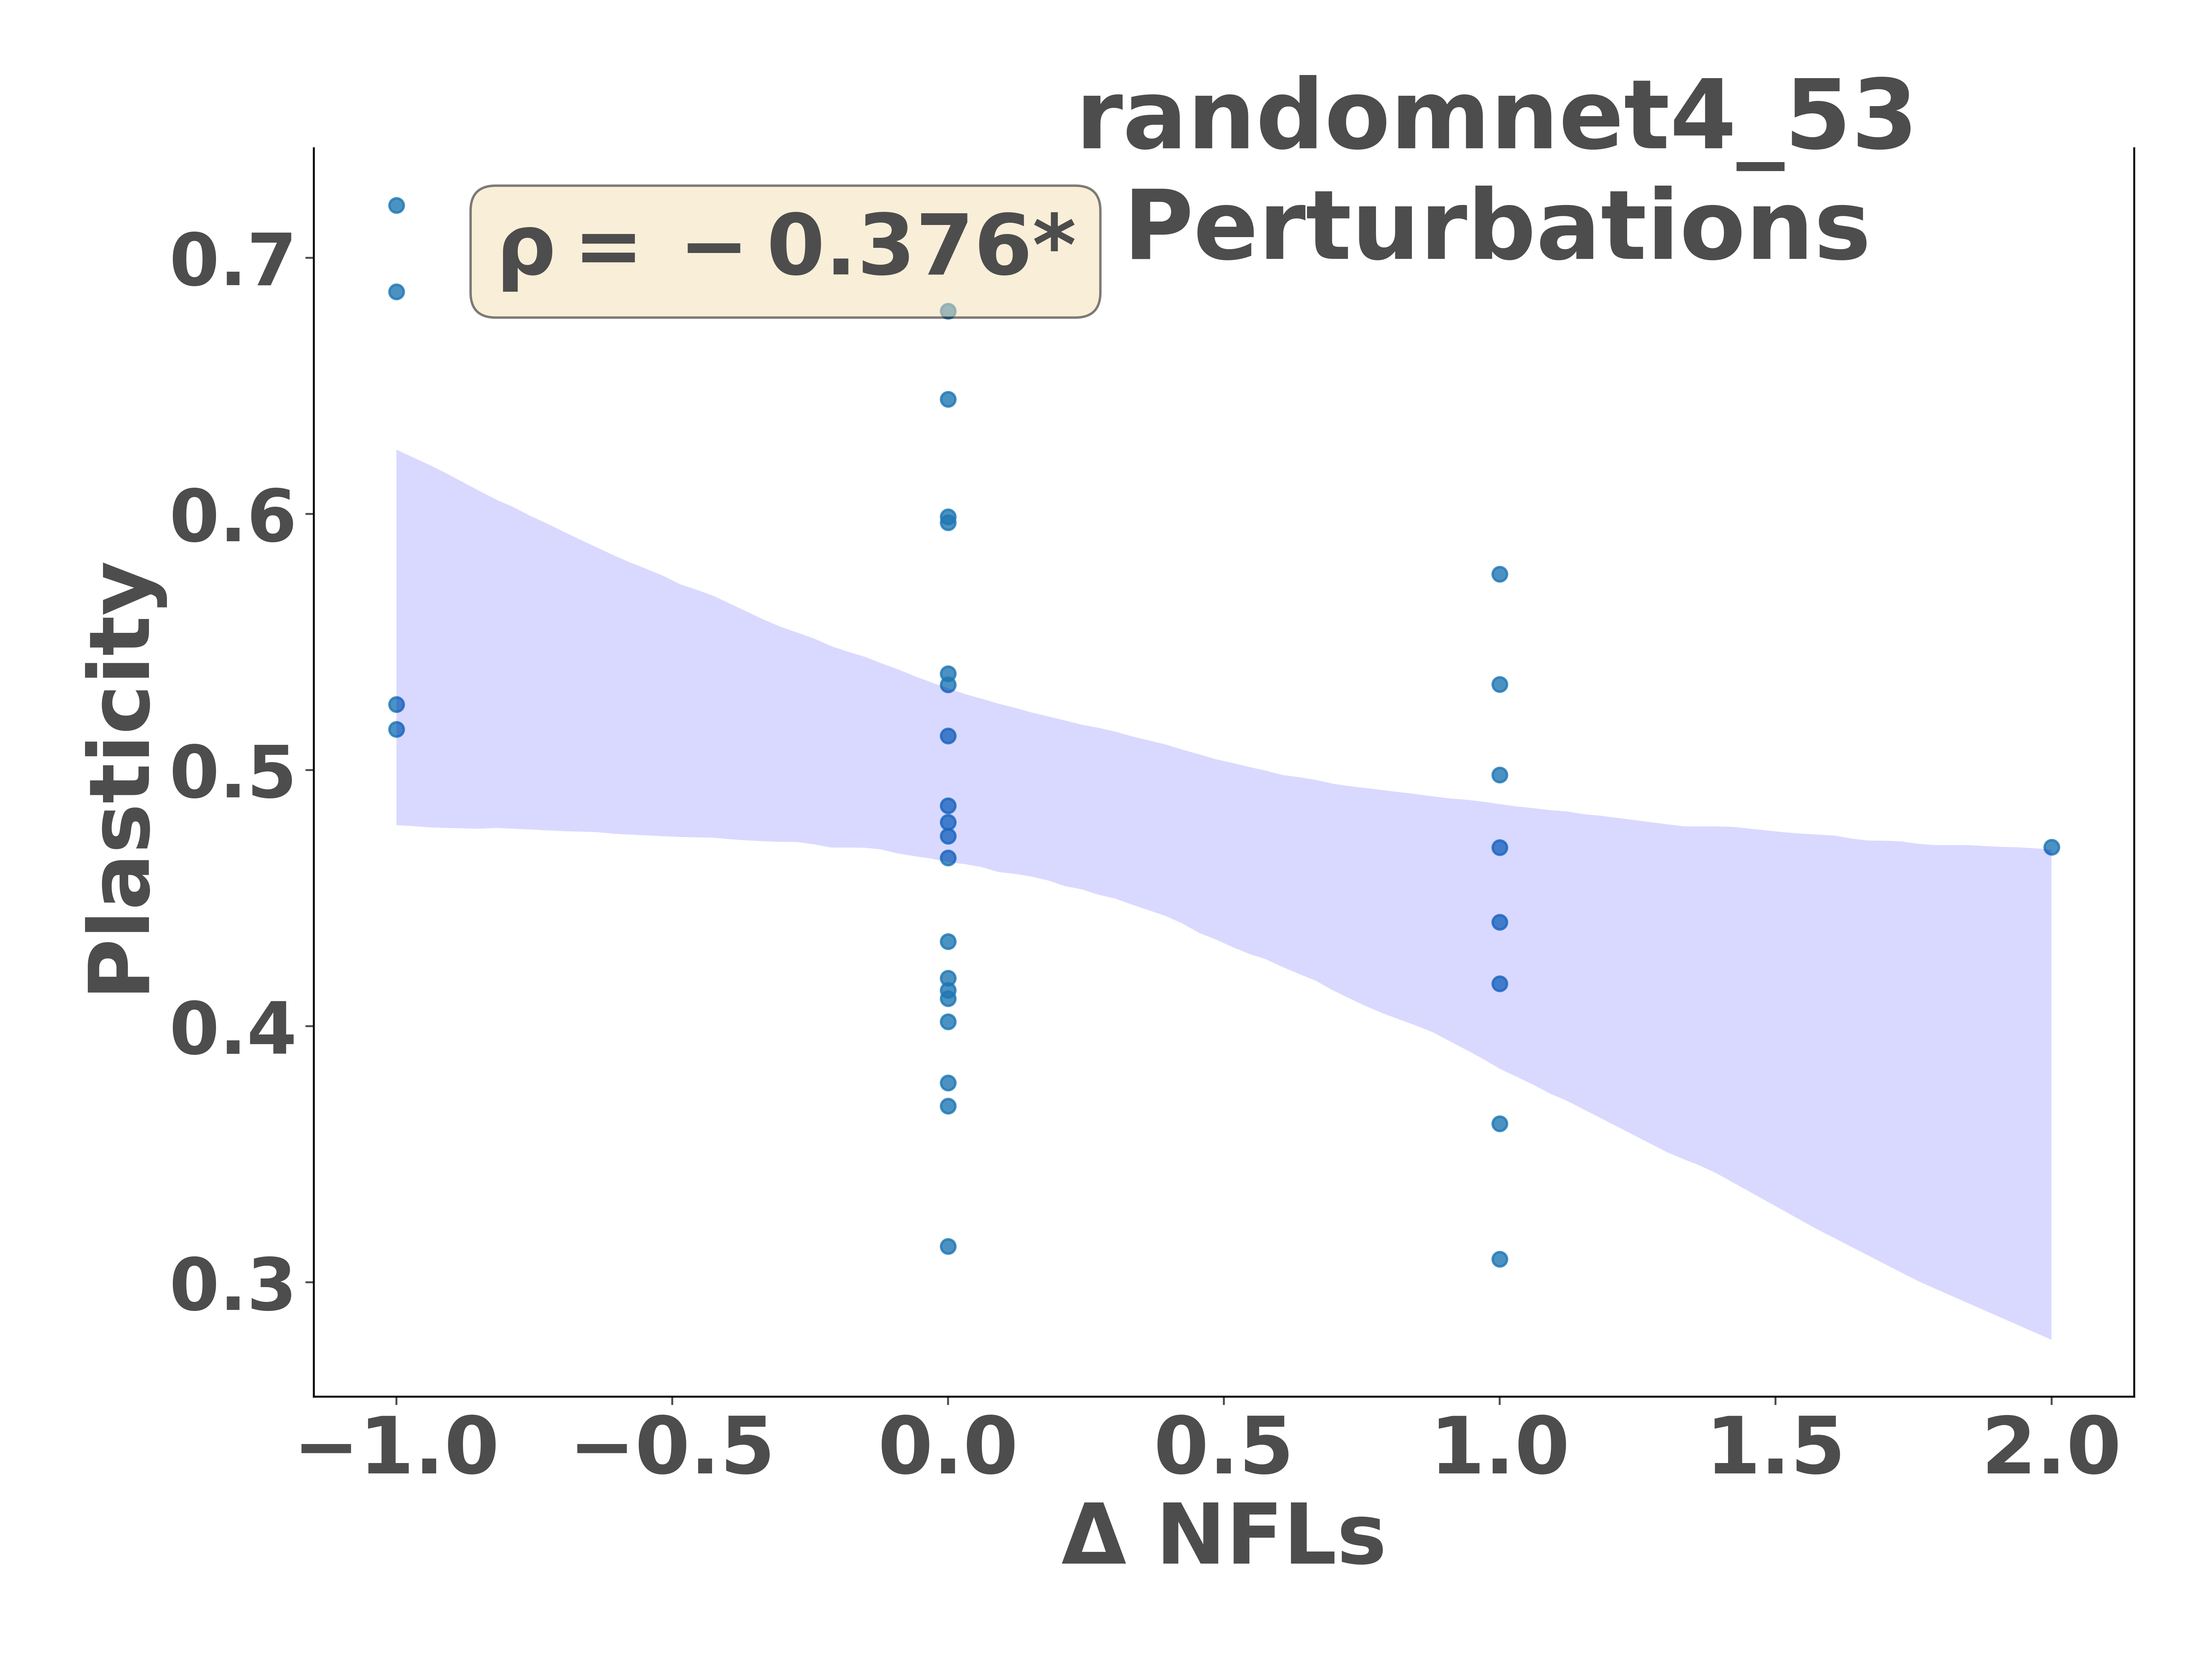 randomnet4_53
Perturbations
ρ = − 0.376*
Plasticity
0.7
0.6
0.5
0.4
0.3
−1.0 −0.5 0.0 0.5 1.0 1.5 2.0
Δ NFLs